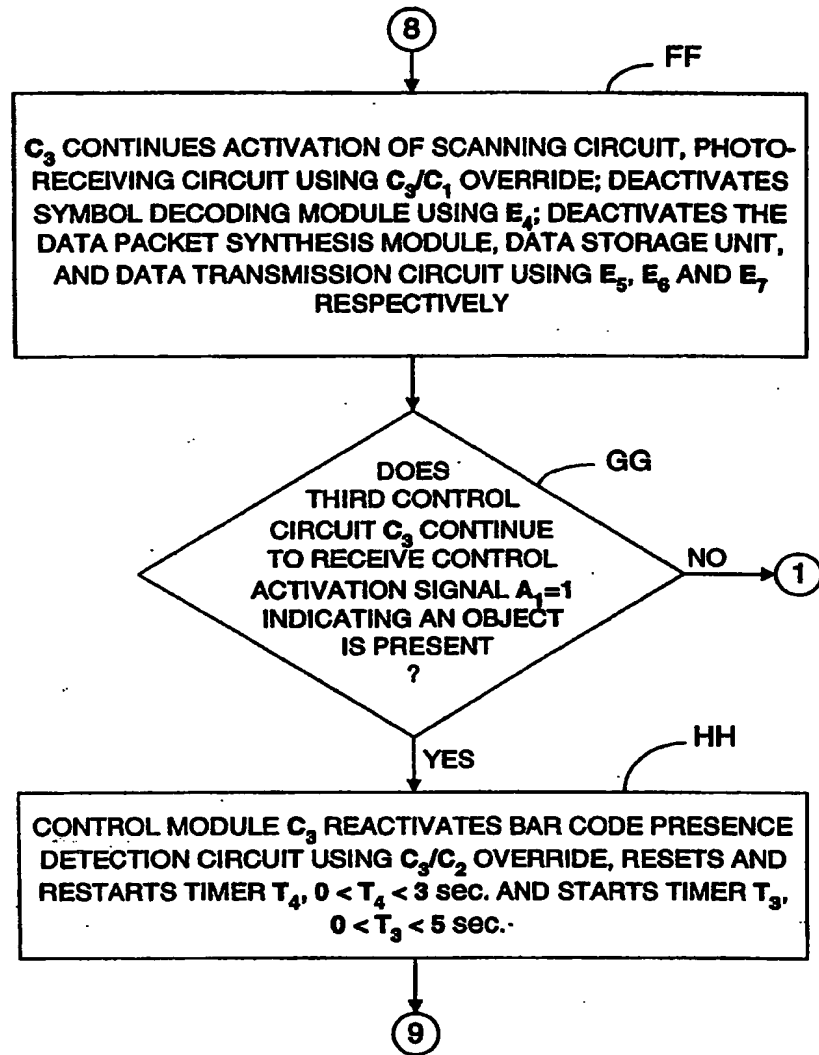 8
FF
C₃ CONTINUES ACTIVATION OF SCANNING CIRCUIT, PHOTO-
RECEIVING CIRCUIT USING C₃/C₁ OVERRIDE; DEACTIVATES
SYMBOL DECODING MODULE USING E₄; DEACTIVATES THE
DATA PACKET SYNTHESIS MODULE, DATA STORAGE UNIT,
AND DATA TRANSMISSION CIRCUIT USING E₅, E₆ AND E₇
RESPECTIVELY
GG
DOES
THIRD CONTROL
CIRCUIT C₃ CONTINUE
TO RECEIVE CONTROL
ACTIVATION SIGNAL A₁=1
INDICATING AN OBJECT
IS PRESENT
?
NO
1
YES
HH
CONTROL MODULE C₃ REACTIVATES BAR CODE PRESENCE
DETECTION CIRCUIT USING C₃/C₂ OVERRIDE, RESETS AND
RESTARTS TIMER T₄, 0 < T₄ < 3 sec. AND STARTS TIMER T₃,
0 < T₃ < 5 sec.
9